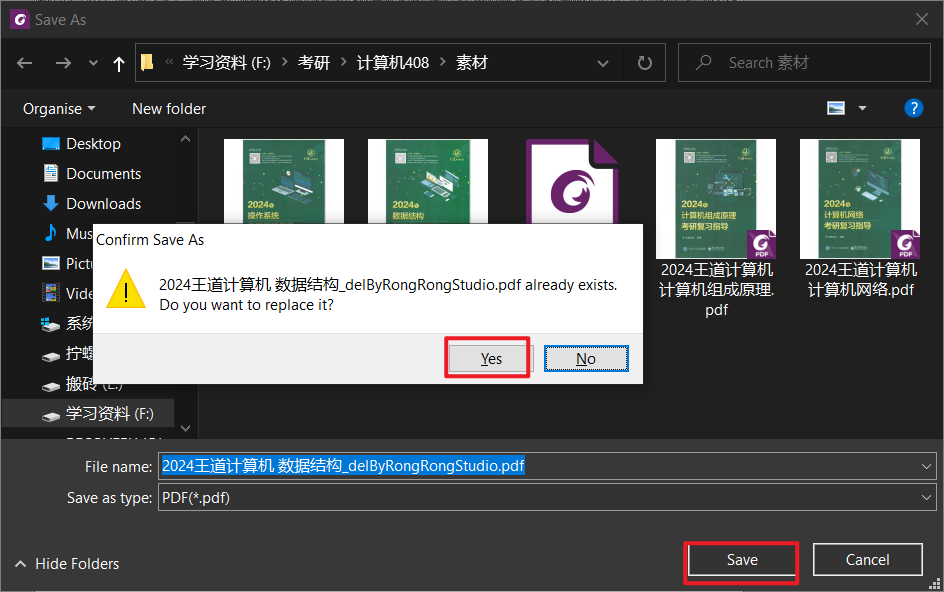 Save As
« 学习资料 (F:) › 考研 › 计算机408 › 素材
Search 素材
Organise
New folder
?
Desktop
Documents
Downloads
Mus
Pictu
Vide
系统
拧螺
搬砖 (E:)
学习资料 (F:)
2024
操作系统
2024
数据结构
2024
计算机组成原理
考研复习指导
PDF
2024
计算机网络
考研复习指导
PDF
2024王道计算机
计算机组成原理.
pdf
2024王道计算机
计算机网络.pdf
Confirm Save As
2024王道计算机 数据结构_delByRongRongStudio.pdf already exists.
Do you want to replace it?
Yes
No
File name:
2024王道计算机 数据结构_delByRongRongStudio.pdf
Save as type:
PDF(*.pdf)
Hide Folders
Save
Cancel